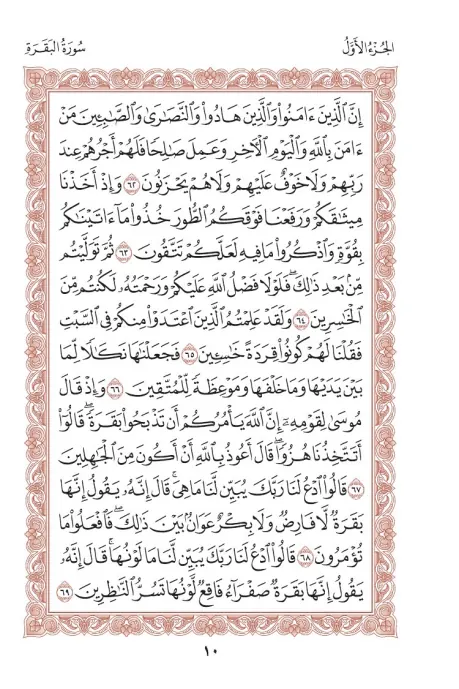 الجزء الأول
سورة البقرة
إِنَّ ٱلَّذِينَ ءَامَنُوا۟ وَٱلَّذِينَ هَادُوا۟ وَٱلنَّصَٰرَىٰ وَٱلصَّٰبِـِٔينَ مَنْ
ءَامَنَ بِٱللَّهِ وَٱلْيَوْمِ ٱلْءَاخِرِ وَعَمِلَ صَٰلِحًا فَلَهُمْ أَجْرُهُمْ عِندَ
رَبِّهِمْ وَلَا خَوْفٌ عَلَيْهِمْ وَلَا هُمْ يَحْزَنُونَ ٦٢ وَإِذْ أَخَذْنَا
مِيثَٰقَكُمْ وَرَفَعْنَا فَوْقَكُمُ ٱلطُّورَ خُذُوا۟ مَآ ءَاتَيْنَٰكُم
بِقُوَّةٍ وَٱذْكُرُوا۟ مَا فِيهِ لَعَلَّكُمْ تَتَّقُونَ ٦٣ ثُمَّ تَوَلَّيْتُم
مِّنۢ بَعْدِ ذَٰلِكَ ۖ فَلَوْلَا فَضْلُ ٱللَّهِ عَلَيْكُمْ وَرَحْمَتُهُۥ لَكُنتُم مِّنَ
ٱلْخَٰسِرِينَ ٦٤ وَلَقَدْ عَلِمْتُمُ ٱلَّذِينَ ٱعْتَدَوْا۟ مِنكُمْ فِى ٱلسَّبْتِ
فَقُلْنَا لَهُمْ كُونُوا۟ قِرَدَةً خَٰسِـِٔينَ ٦٥ فَجَعَلْنَٰهَا نَكَٰلًا لِّمَا
بَيْنَ يَدَيْهَا وَمَا خَلْفَهَا وَمَوْعِظَةً لِّلْمُتَّقِينَ ٦٦ وَإِذْ قَالَ
مُوسَىٰ لِقَوْمِهِۦٓ إِنَّ ٱللَّهَ يَأْمُرُكُمْ أَن تَذْبَحُوا۟ بَقَرَةً ۖ قَالُوٓا۟
أَتَتَّخِذُنَا هُزُوًا ۖ قَالَ أَعُوذُ بِٱللَّهِ أَنْ أَكُونَ مِنَ ٱلْجَٰهِلِينَ
٦٧ قَالُوا۟ ٱدْعُ لَنَا رَبَّكَ يُبَيِّن لَّنَا مَا هِىَ ۚ قَالَ إِنَّهُۥ يَقُولُ إِنَّهَا
بَقَرَةٌ لَّا فَارِضٌ وَلَا بِكْرٌ عَوَانٌۢ بَيْنَ ذَٰلِكَ ۖ فَٱفْعَلُوا۟ مَا
تُؤْمَرُونَ ٦٨ قَالُوا۟ ٱدْعُ لَنَا رَبَّكَ يُبَيِّن لَّنَا مَا لَوْنُهَا ۚ قَالَ إِنَّهُۥ
يَقُولُ إِنَّهَا بَقَرَةٌ صَفْرَآءُ فَاقِعٌ لَّوْنُهَا تَسُرُّ ٱلنَّٰظِرِينَ ٦٩
١٠